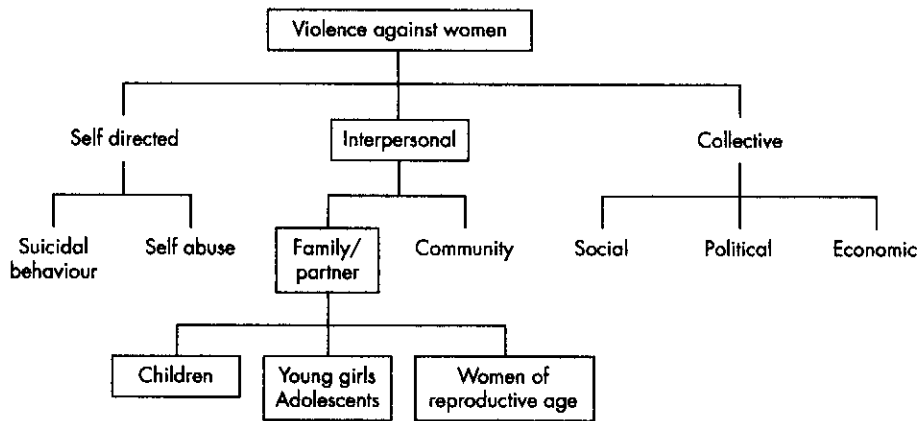 Violence against women
Self directed
Interpersonal
Collective
Suicidal
behaviour
Self abuse
Family/
partner
Community
Social
Political
Economic
Children
Young girls
Adolescents
Women of
reproductive age